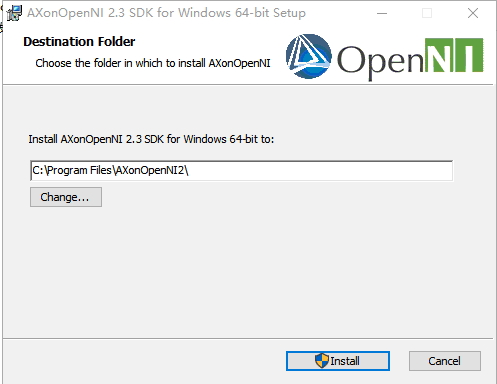 AXonOpenNI 2.3 SDK for Windows 64-bit Setup
Destination Folder
Choose the folder in which to install AXonOpenNI
OpenNI
Install AXonOpenNI 2.3 SDK for Windows 64-bit to:
C:\Program Files\AXonOpenNI2\
Change...
Install
Cancel